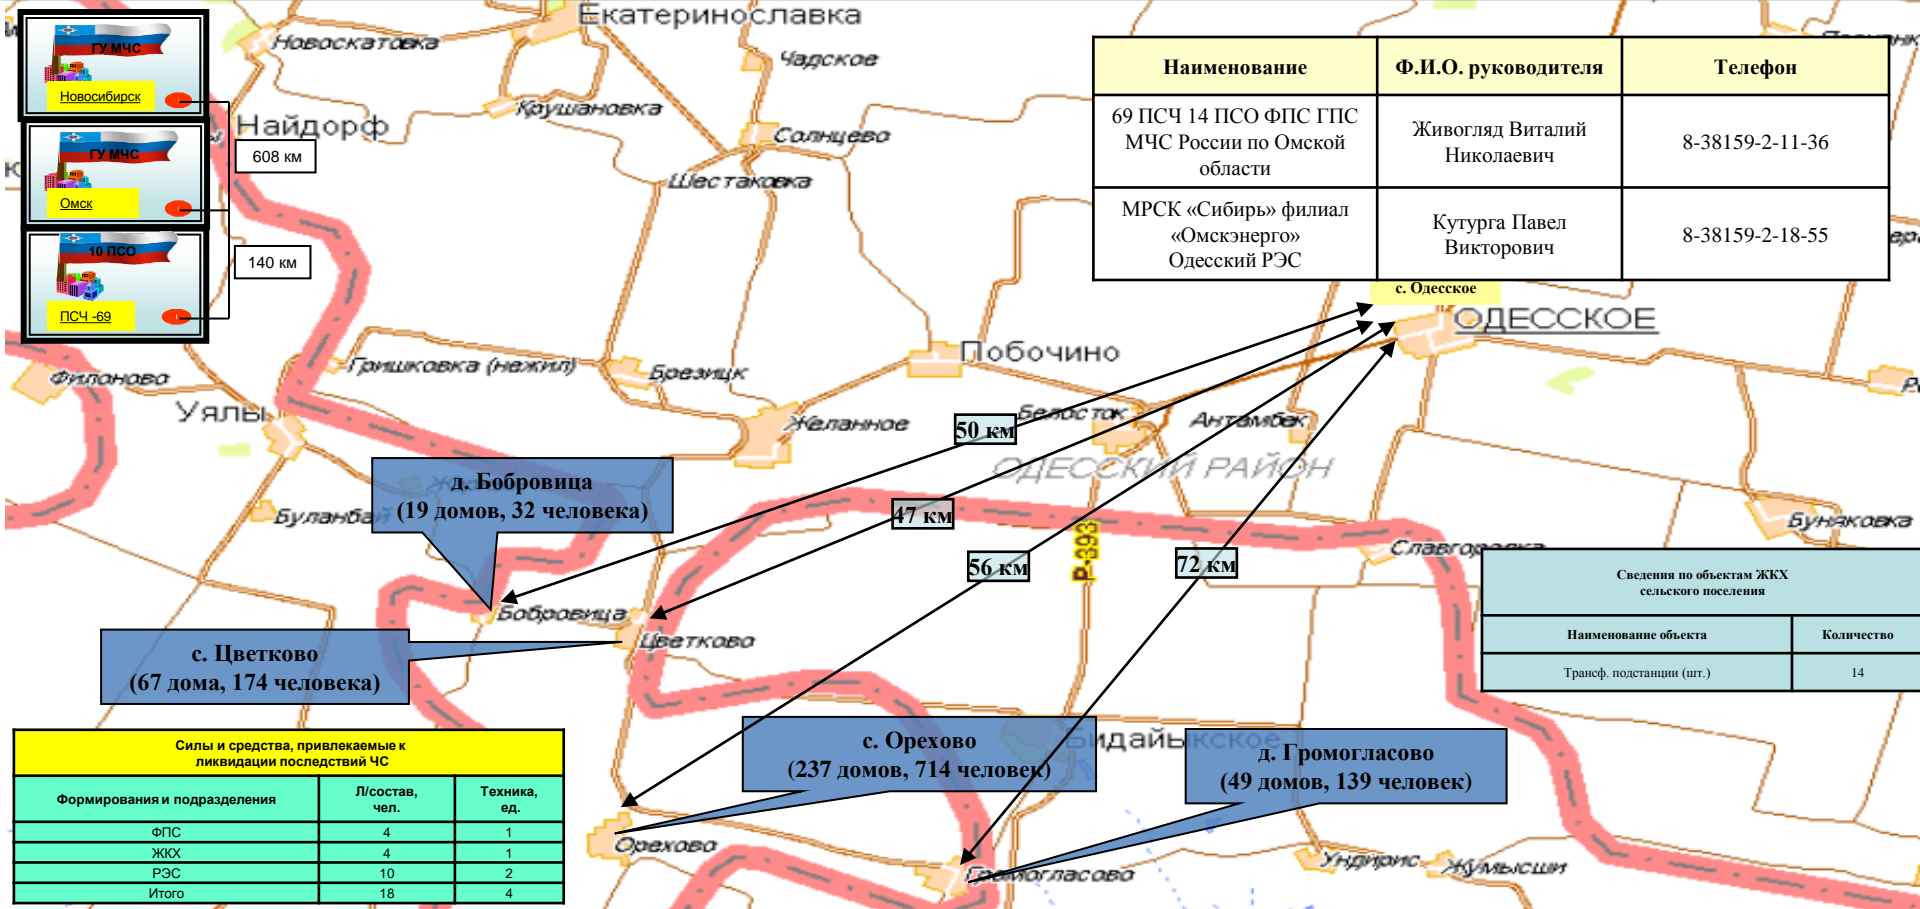 ГУ МЧС
Новосибирск
ГУ МЧС
Омск
10 ПСО
ПСЧ -69
608 км
140 км
Наименование
Ф.И.О. руководителя
Телефон
69 ПСЧ 14 ПСО ФПС ГПС
МЧС России по Омской
области
Живогляд Виталий
Николаевич
8-38159-2-11-36
МРСК «Сибирь» филиал
«Омскэнерго»
Одесский РЭС
Кутурга Павел
Викторович
8-38159-2-18-55
Екатеринославка
Новоскатовка
Чадское
Крушановка
Найдорф
Солнцево
Шестаковка
с. Одесское
ОДЕССКОЕ
Побочино
Гришковка (нежил)
Брезицк
Филоново
Уялы
Желанное
Белосток
Антамбек
50 км
ОДЕССКИЙ РАЙОН
д. Бобровица
(19 домов, 32 человека)
Буланбай
47 км
Р-393
56 км
72 км
Буняковка
Славгородка
Сведения по объектам ЖКХ
сельского поселения
Наименование объекта
Количество
Трансф. подстанции (шт.)
14
Бобровица
Цветково
с. Цветково
(67 дома, 174 человека)
с. Орехово
(237 домов, 714 человек)
Бидайыкское
д. Громогласово
(49 домов, 139 человек)
Силы и средства, привлекаемые к
ликвидации последствий ЧС
Формирования и подразделения
Л/состав,
чел.
Техника,
ед.
ФПС 4 1
ЖКХ 4 1
РЭС 10 2
Итого 18 4
Орехово
Громогласово
Ундирис
Жумысши